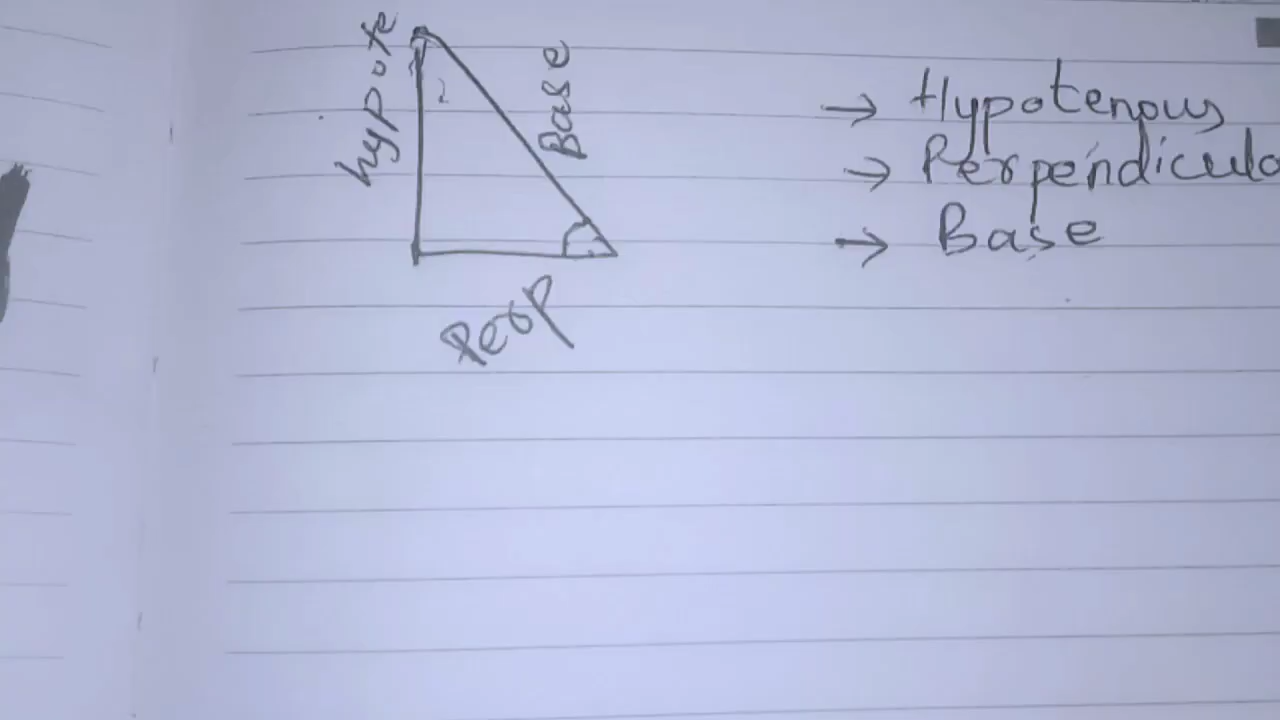 hypote
Base
Perp
→ Hypotenous
→ Perpendicula
→ Base